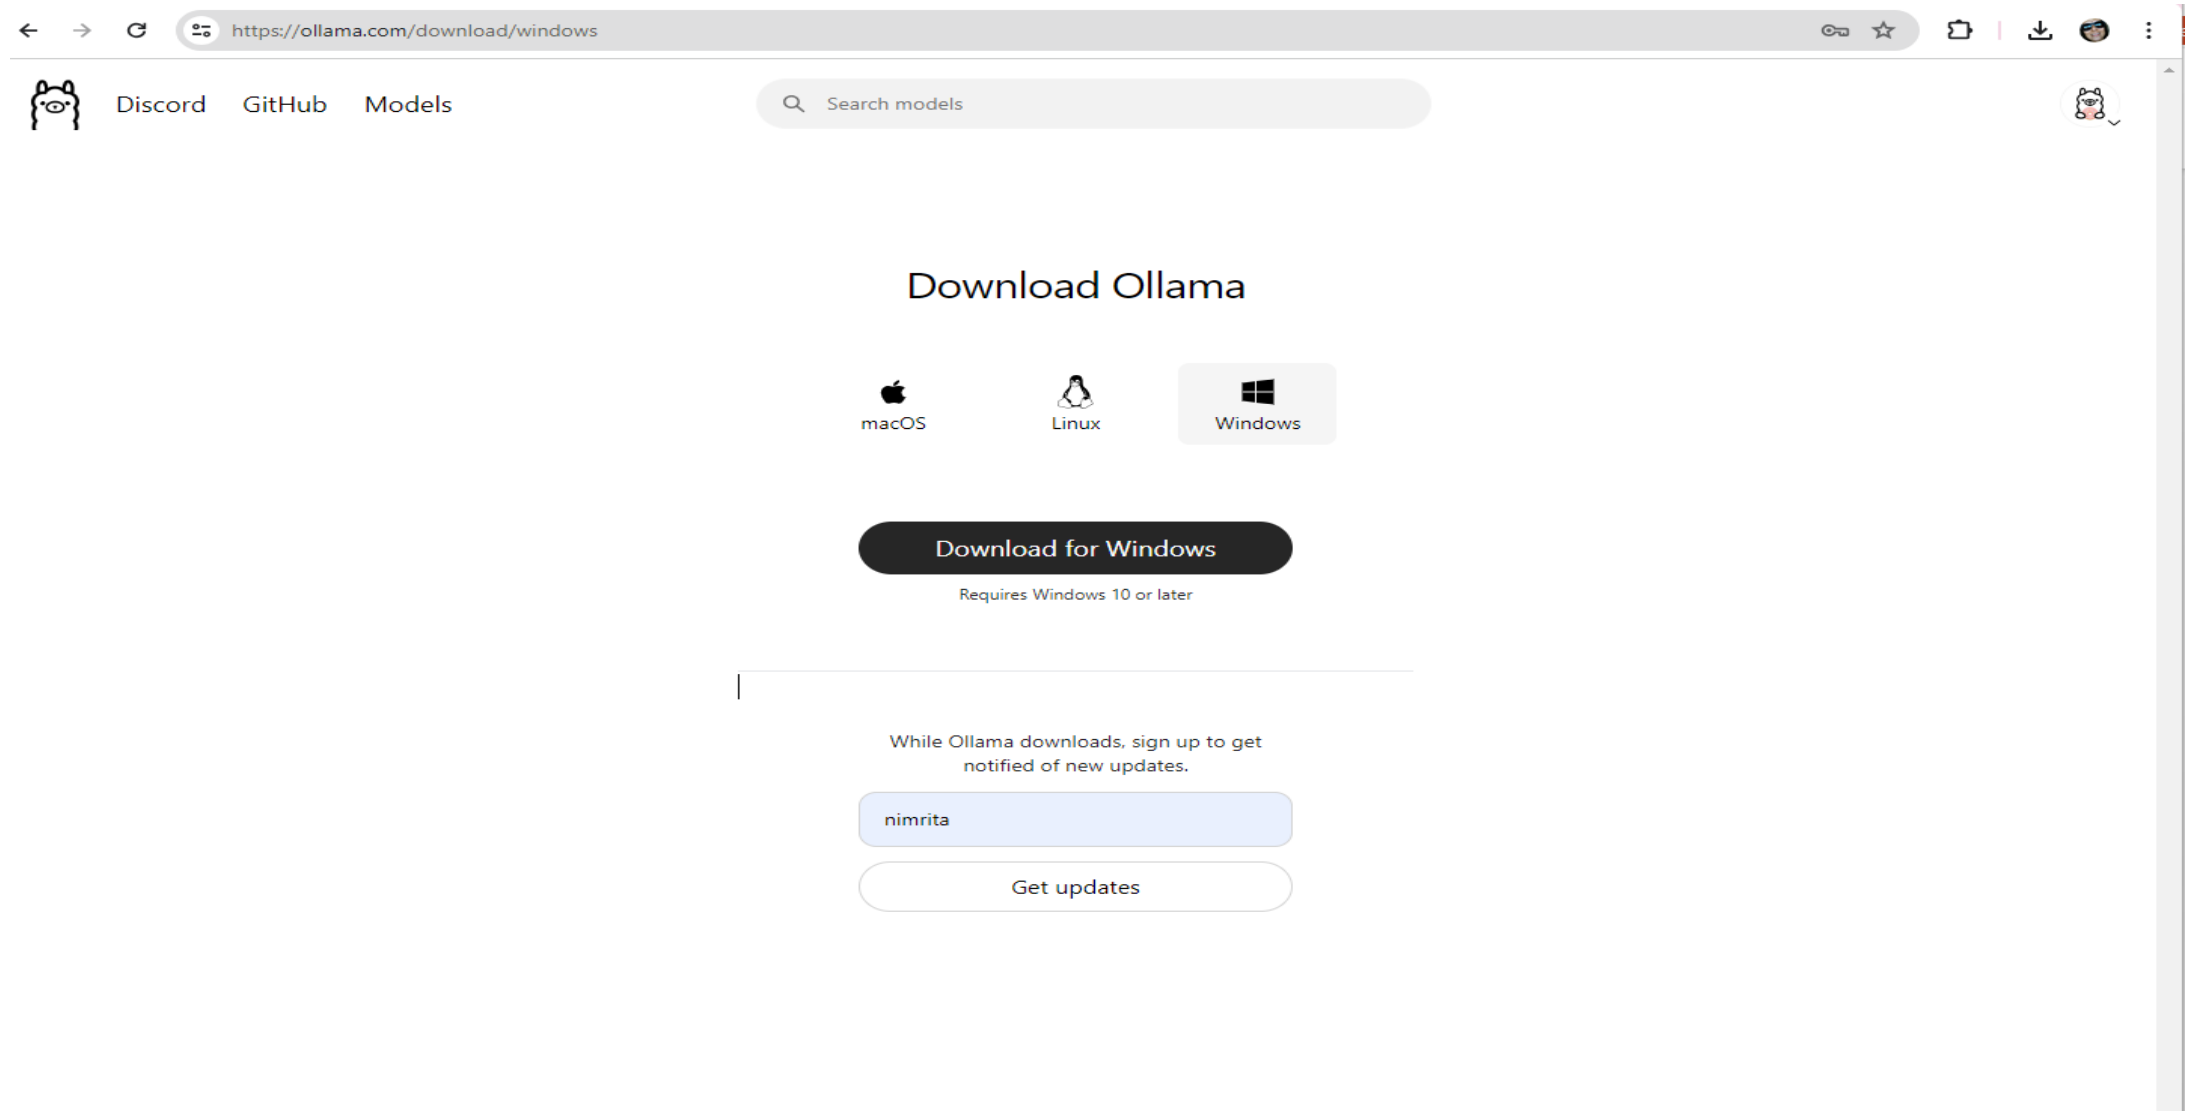 https://ollama.com/download/windows
Discord GitHub Models
Search models
Download Ollama
macOS Linux Windows
Download for Windows
Requires Windows 10 or later
While Ollama downloads, sign up to get
notified of new updates.
nimrita
Get updates